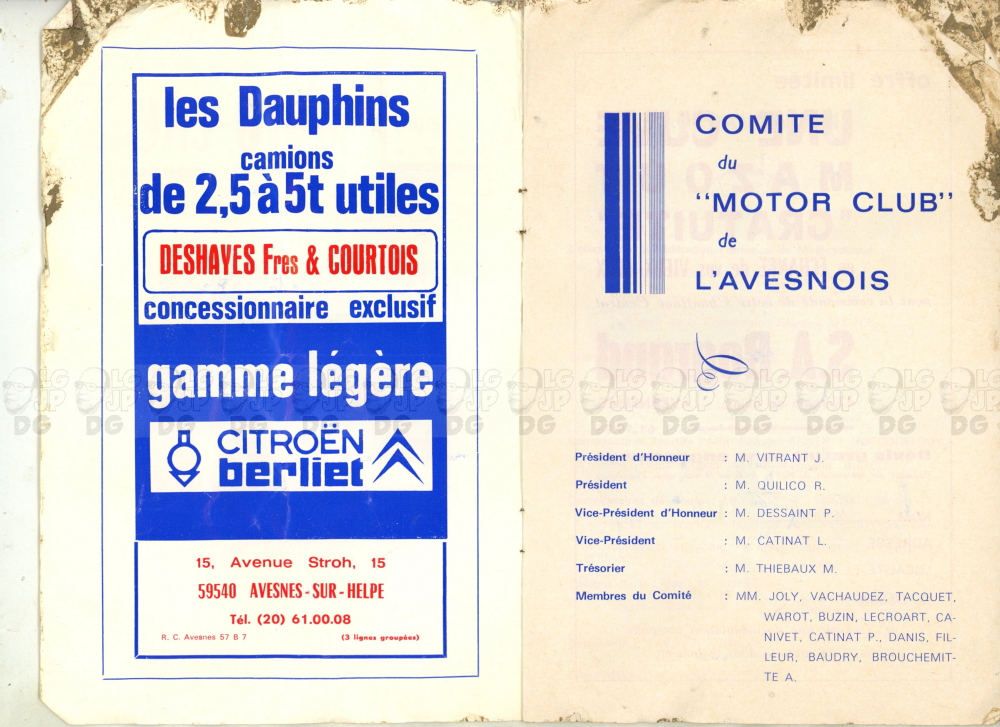 les Dauphins
camions
de 2,5 à 5t utiles
DESHAYES Fres & COURTOIS
concessionnaire exclusif
gamme légère
CITROËN
berliet
15, Avenue Stroh, 15
59540 AVESNES-SUR-HELPE
Tél. (20) 61.00.08
R. C. Avesnes 57 B 7 (3 lignes groupées)
COMITE
du
"MOTOR CLUB"
de
L'AVESNOIS
Président d'Honneur : M. VITRANT J.
Président : M. QUILICO R.
Vice-Président d'Honneur : M. DESSAINT P.
Vice-Président : M. CATINAT L.
Trésorier : M. THIEBAUX M.
Membres du Comité : MM. JOLY, VACHAUDEZ, TACQUET,
WAROT, BUZIN, LECROART, CA-
NIVET, CATINAT P., DANIS, FIL-
LEUR, BAUDRY, BROUCHEMIT-
TE A.